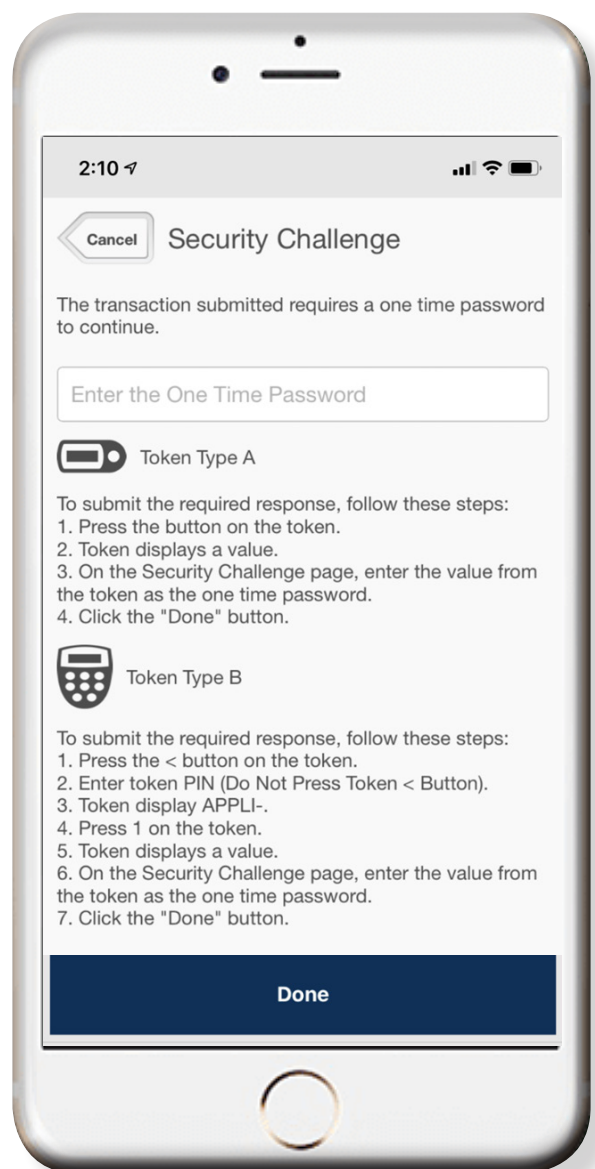 2:10
Cancel
Security Challenge
The transaction submitted requires a one time password
to continue.
Enter the One Time Password
Token Type A
To submit the required response, follow these steps:
1. Press the button on the token.
2. Token displays a value.
3. On the Security Challenge page, enter the value from
the token as the one time password.
4. Click the "Done" button.
Token Type B
To submit the required response, follow these steps:
1. Press the < button on the token.
2. Enter token PIN (Do Not Press Token < Button).
3. Token display APPLI-.
4. Press 1 on the token.
5. Token displays a value.
6. On the Security Challenge page, enter the value from
the token as the one time password.
7. Click the "Done" button.
Done